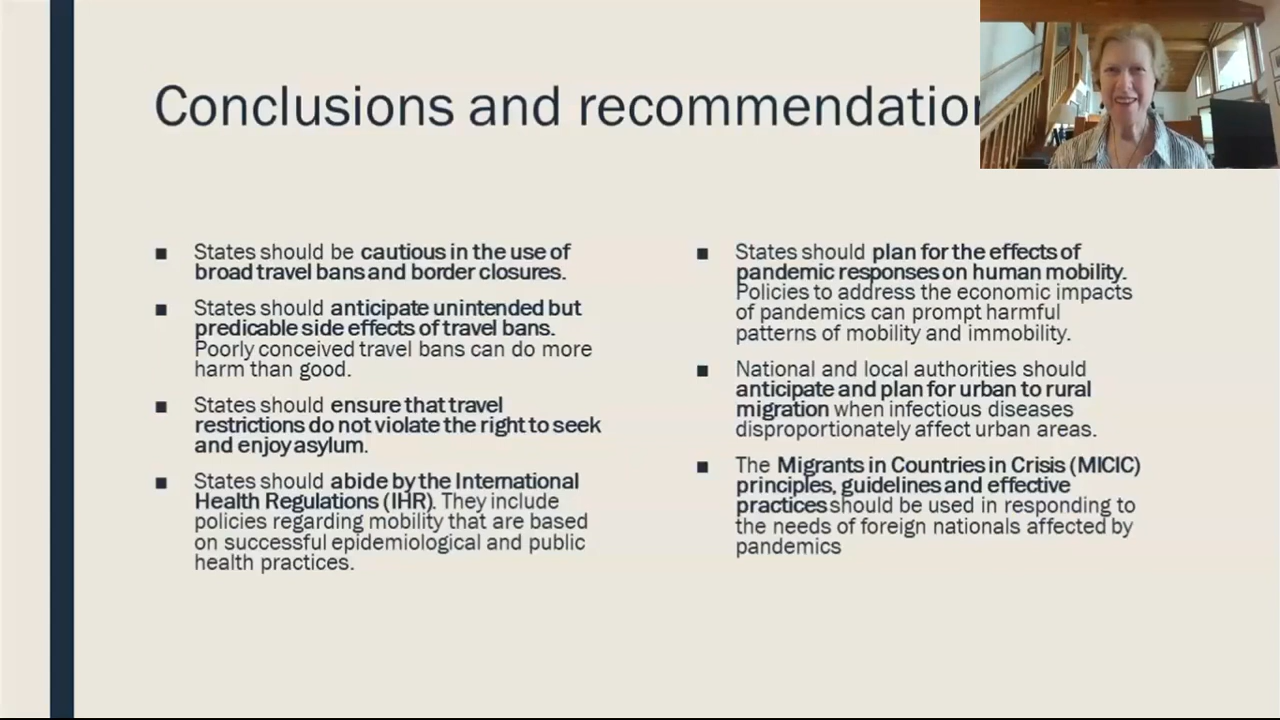 Conclusions and recommendation
■ States should be cautious in the use of
broad travel bans and border closures.
■ States should anticipate unintended but
predicable side effects of travel bans.
Poorly conceived travel bans can do more
harm than good.
■ States should ensure that travel
restrictions do not violate the right to seek
and enjoy asylum.
■ States should abide by the International
Health Regulations (IHR). They include
policies regarding mobility that are based
on successful epidemiological and public
health practices.
■ States should plan for the effects of
pandemic responses on human mobility.
Policies to address the economic impacts
of pandemics can prompt harmful
patterns of mobility and immobility.
■ National and local authorities should
anticipate and plan for urban to rural
migration when infectious diseases
disproportionately affect urban areas.
■ The Migrants in Countries in Crisis (MICIC)
principles, guidelines and effective
practices should be used in responding to
the needs of foreign nationals affected by
pandemics